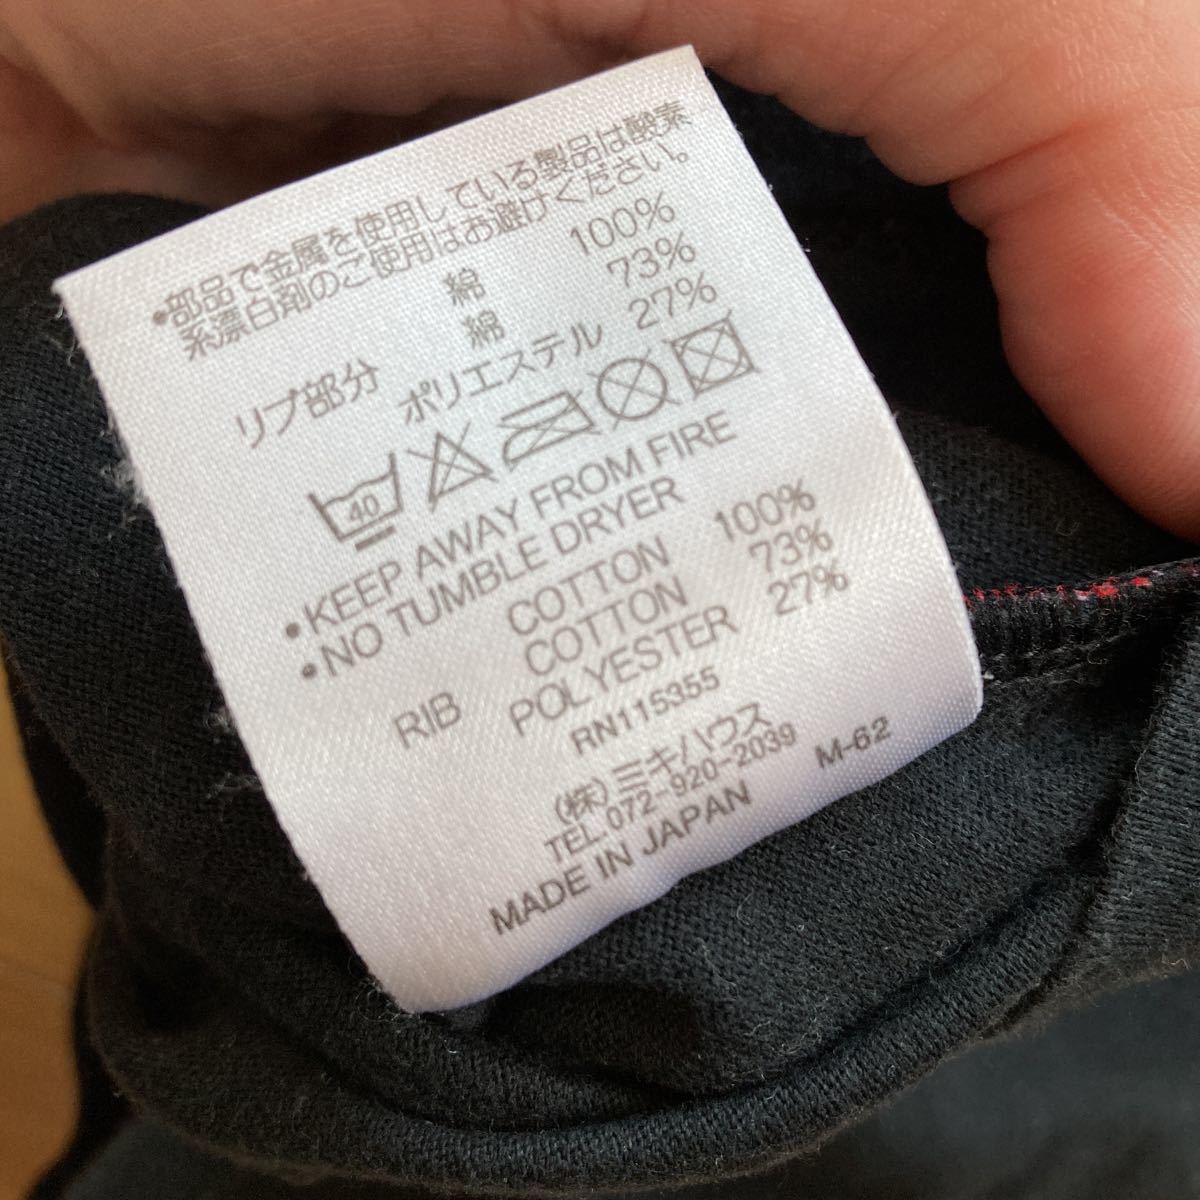 •部品で金属を使用している製品は酸素
系漂白剤のご使用はお避けください。
綿 100%
リブ部分 綿 73%
ポリエステル 27%
40
•KEEP AWAY FROM FIRE
•NO TUMBLE DRYER
COTTON 100%
RIB COTTON 73%
POLYESTER 27%
RN115355
(株)ミキハウス
TEL.072-920-2039
MADE IN JAPAN M-62